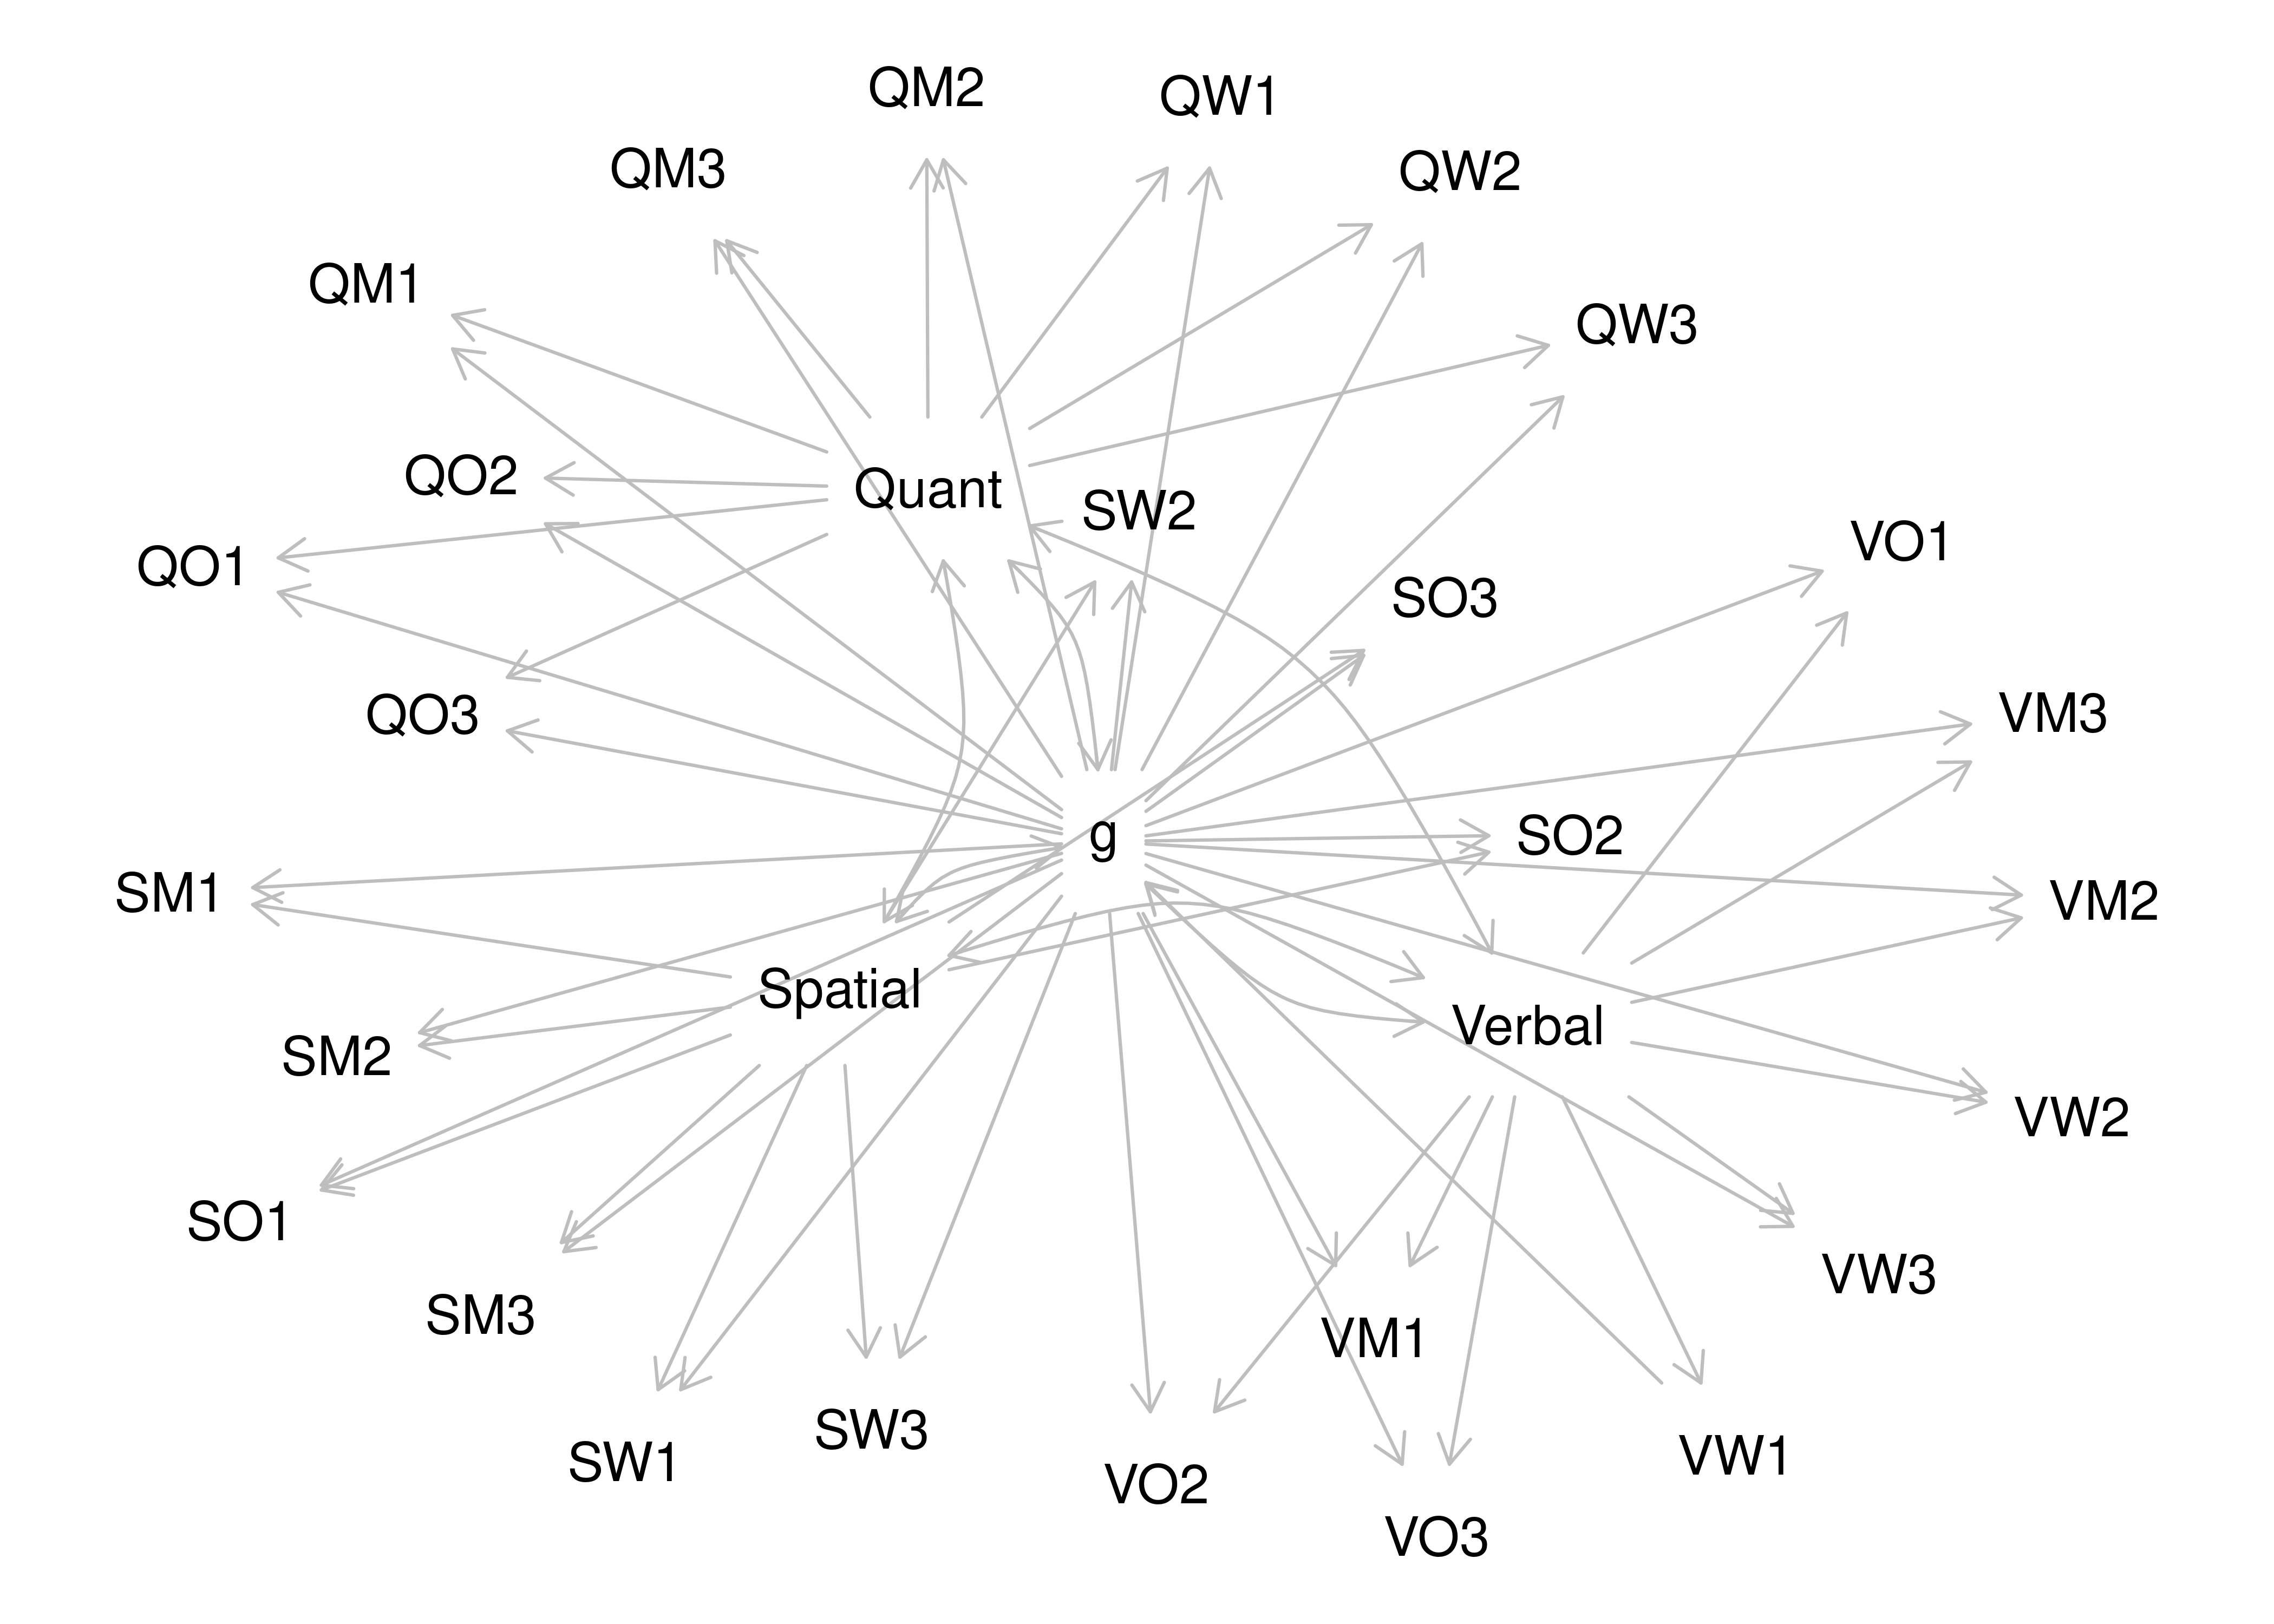 QM2
QW1
QM3
QW2
QM1
QW3
QO2
Quant
SW2
VO1
QO1
SO3
QO3
VM3
g
SO2
SM1
VM2
Spatial
Verbal
SM2
VW2
SO1
VW3
SM3
VM1
SW3
VW1
SW1
VO2
VO3